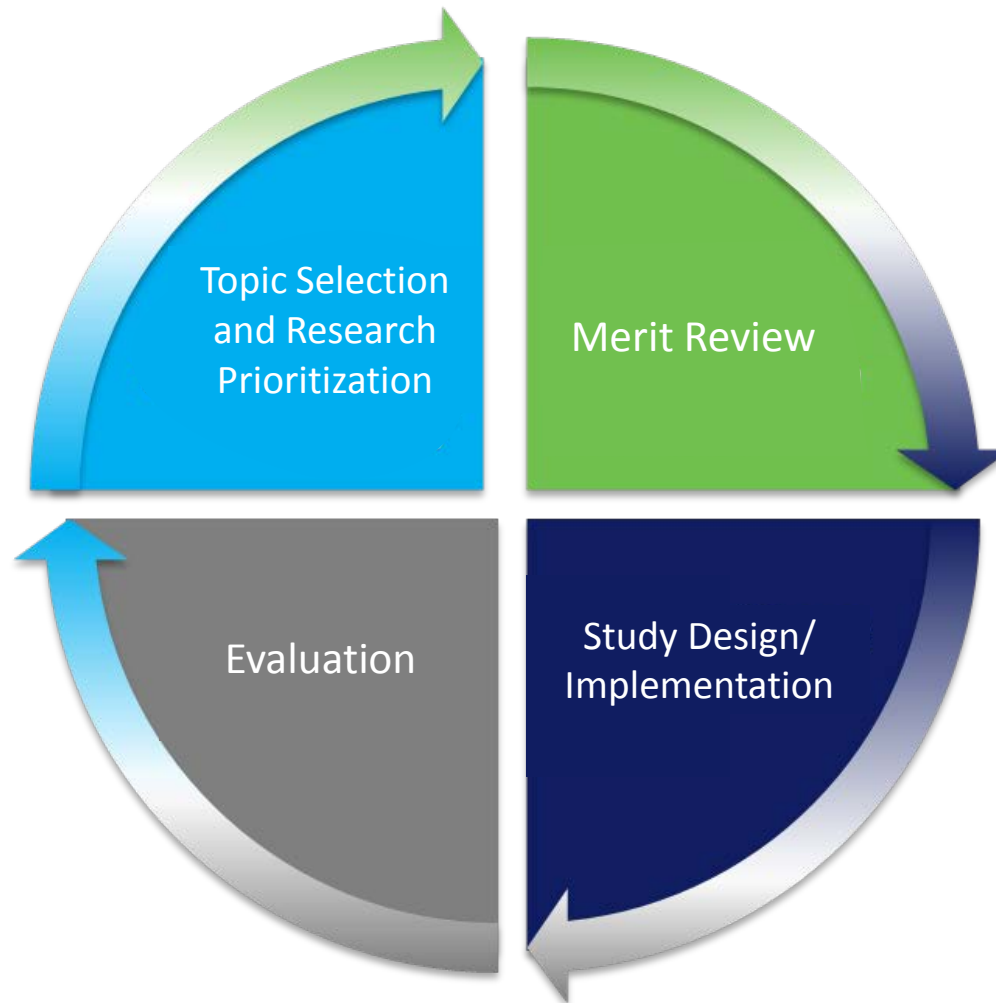 Topic Selection
and Research
Prioritization
Merit Review
Evaluation
Study Design/
Implementation